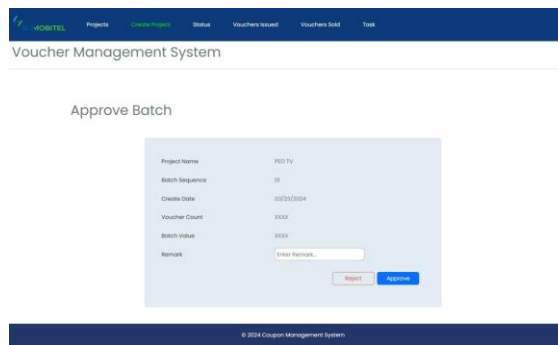 MOBITEL Projects Create Project Status Vouchers Issued Vouchers Sold Task
Voucher Management System
Approve Batch
Project Name PEO TV
Batch Sequence 01
Create Date 03/23/2024
Voucher Count XXXX
Batch Value XXXX
Remark Enter Remark...
Reject Approve
© 2024 Coupon Management System